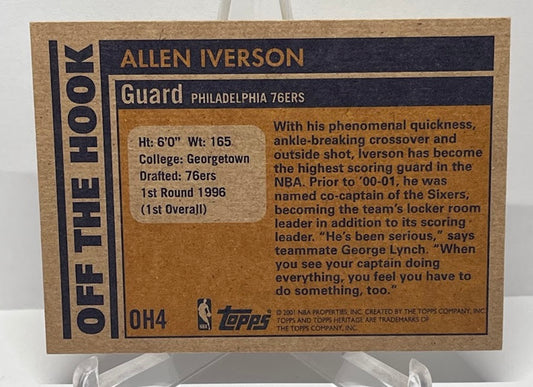 OFF THE HOOK
ALLEN IVERSON
Guard PHILADELPHIA 76ERS
Ht: 6'0" Wt: 165
College: Georgetown
Drafted: 76ers
1st Round 1996
(1st Overall)
With his phenomenal quickness,
ankle-breaking crossover and
outside shot, Iverson has become
the highest scoring guard in the
NBA. Prior to '00-01, he was
named co-captain of the Sixers,
becoming the team's locker room
leader in addition to its scoring
leader. "He's been serious," says
teammate George Lynch. "When
you see your captain doing
everything, you feel you have to
do something, too."
OH4
NBA
TOPPS
© 2001 NBA PROPERTIES, INC. CREATED BY THE TOPPS COMPANY, INC.
TOPPS AND TOPPS HERITAGE ARE TRADEMARKS OF
THE TOPPS COMPANY, INC.